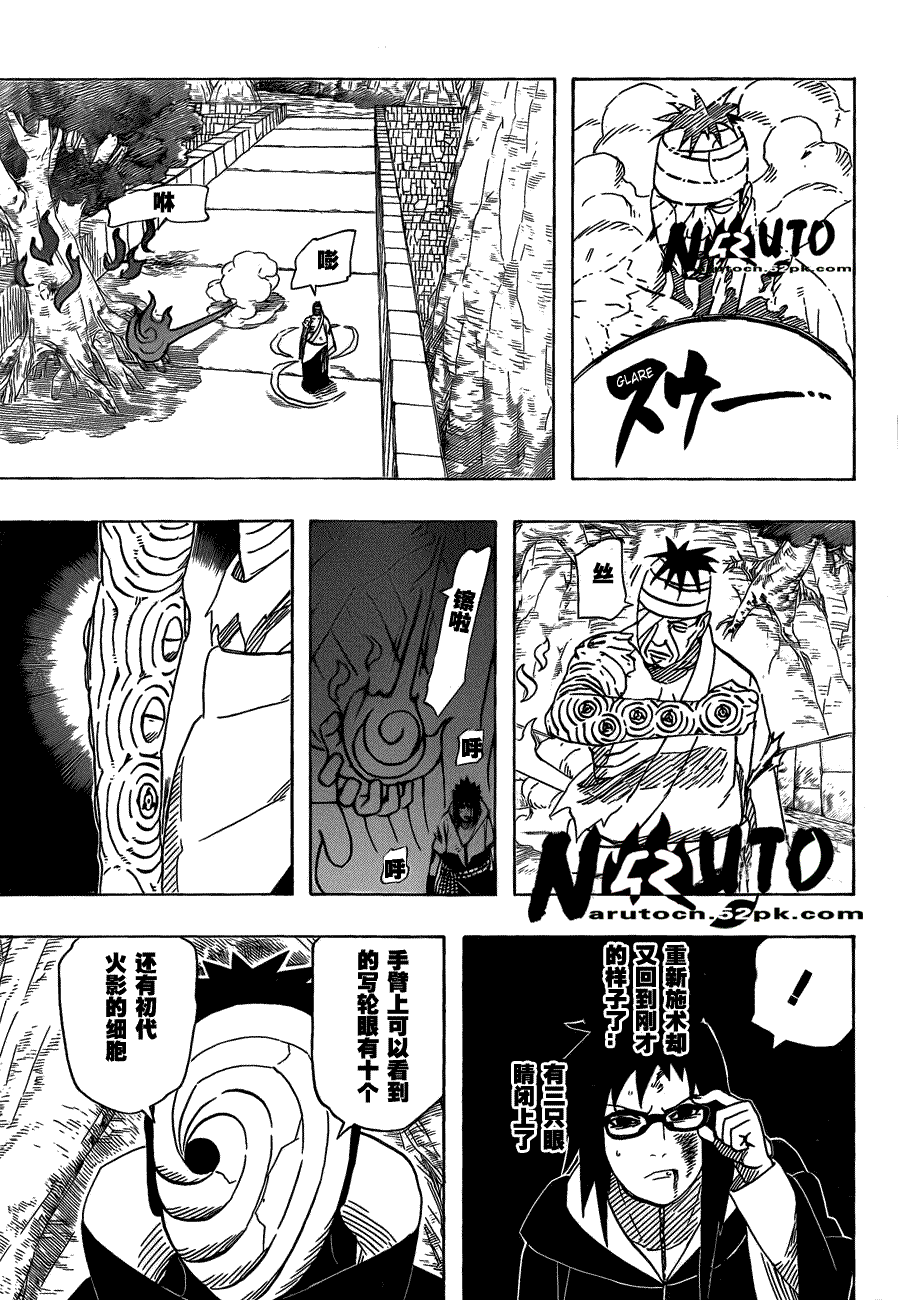 NARUTO
Narutocn.52pk.com
GLARE
スゥー…
嘭
咻
丝
NARUTO
Narutocn.52pk.com
镲啦
呼
呼
！
重新施术却
又回到刚才
的样子了…
有三只眼
睛闭上了
手臂上可以看到
的写轮眼有十个
还有初代
火影的细胞